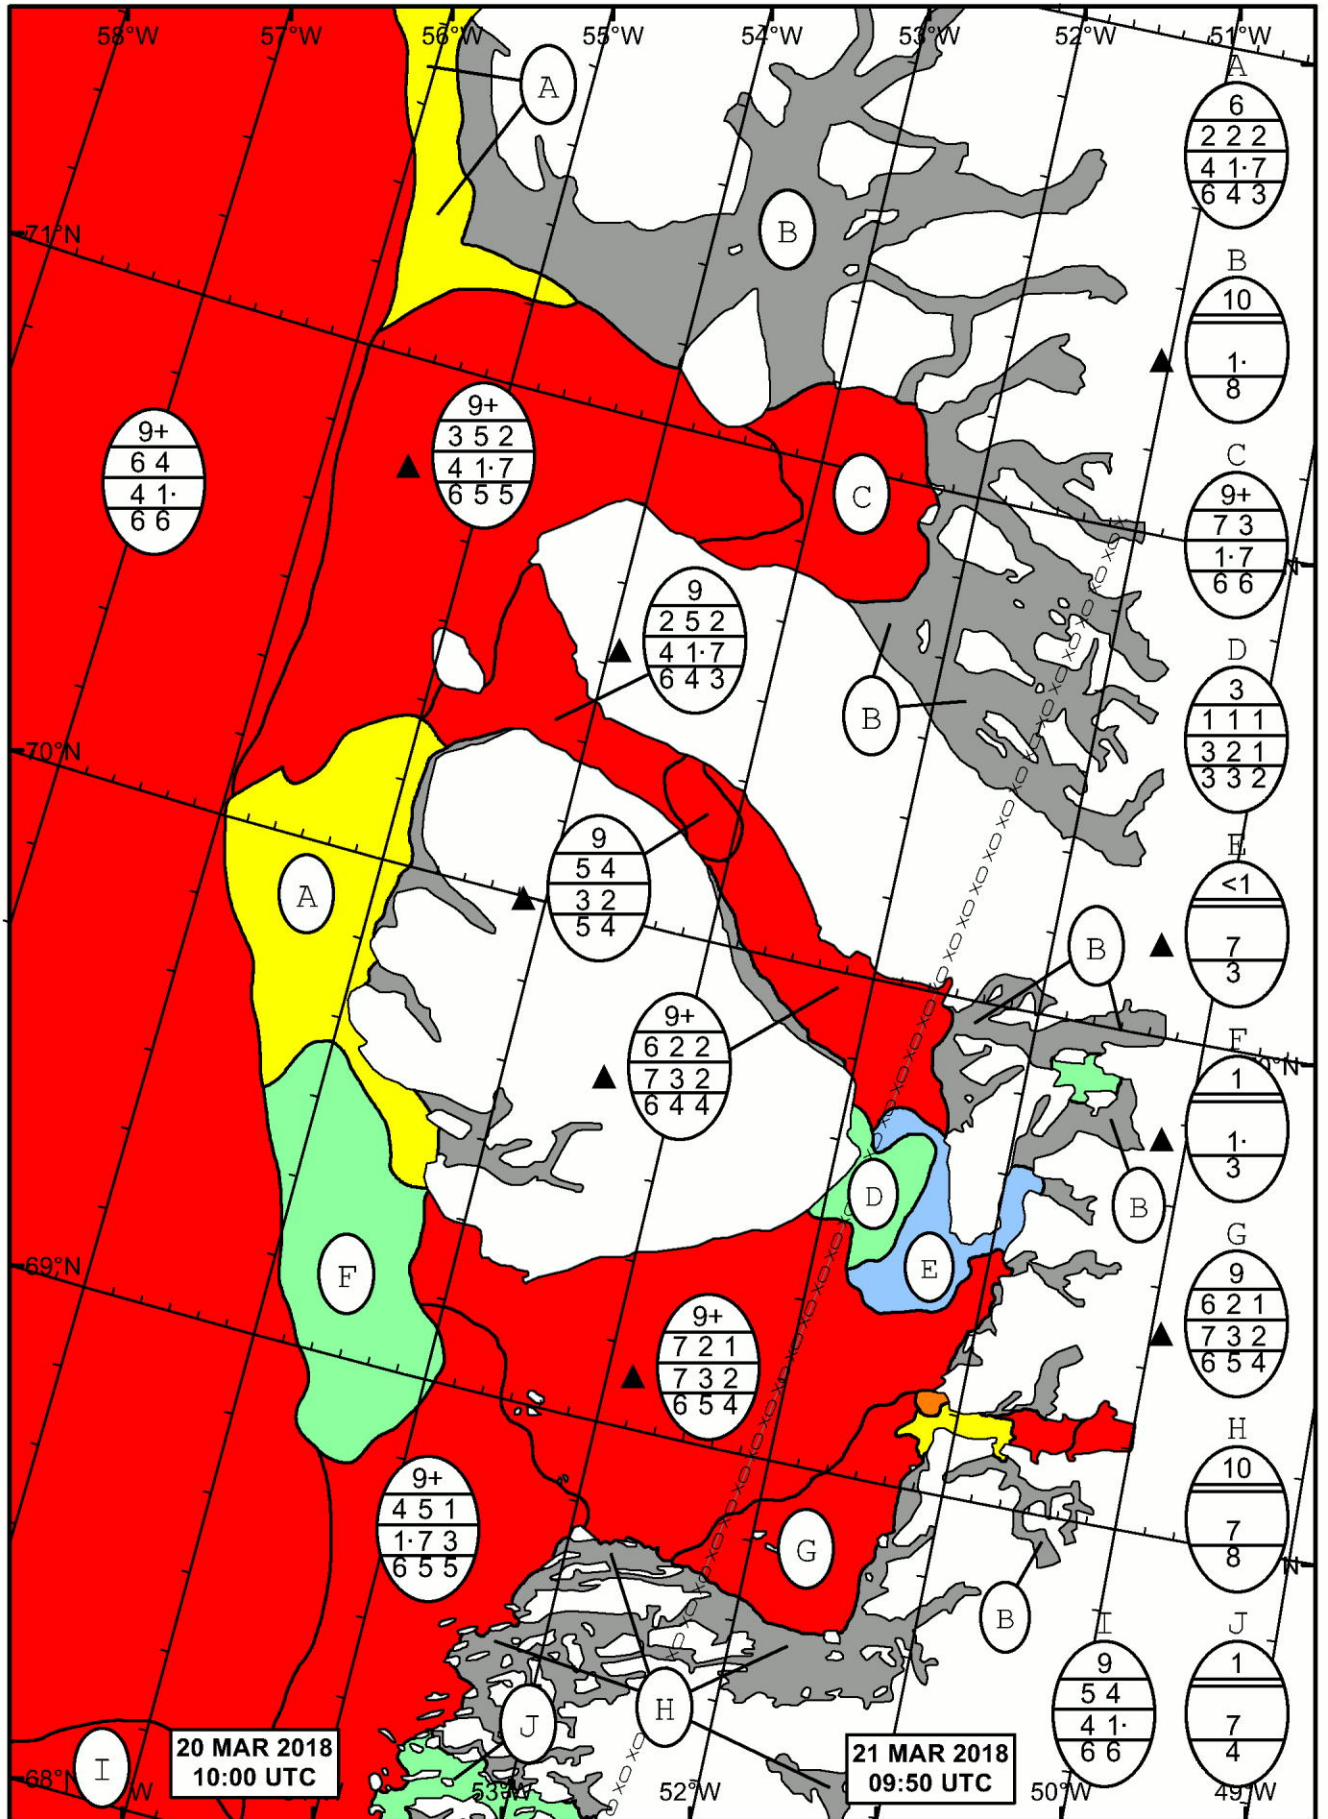 58°W 57°W 56°W 55°W 54°W 53°W 52°W 51°W
A
6
2 2 2
4 1· 7
6 4 3
A
B
71°N
B
10
1·
8
9+
3 5 2
4 1· 7
6 5 5
9+
6 4
4 1·
6 6
C
C
9+
7 3
1· 7
6 6
N
9
2 5 2
4 1· 7
6 4 3
B
D
3
1 1 1
3 2 1
3 3 2
70°N
A
9
5 4
3 2
5 4
E
<1
7
3
B
9+
6 2 2
7 3 2
6 4 4
F
1
1·
3
0°N
D
B
E
F
69°N
G
9
6 2 1
7 3 2
6 5 4
9+
7 2 1
7 3 2
6 5 4
9+
4 5 1
1· 7 3
6 5 5
G
H
10
7
8
N
B
H
J
I
9
5 4
4 1·
6 6
J
1
7
4
I
20 MAR 2018
10:00 UTC
21 MAR 2018
09:50 UTC
68°N W 53°W 52°W 50°W 49°W
XOXOXOXOXOXO